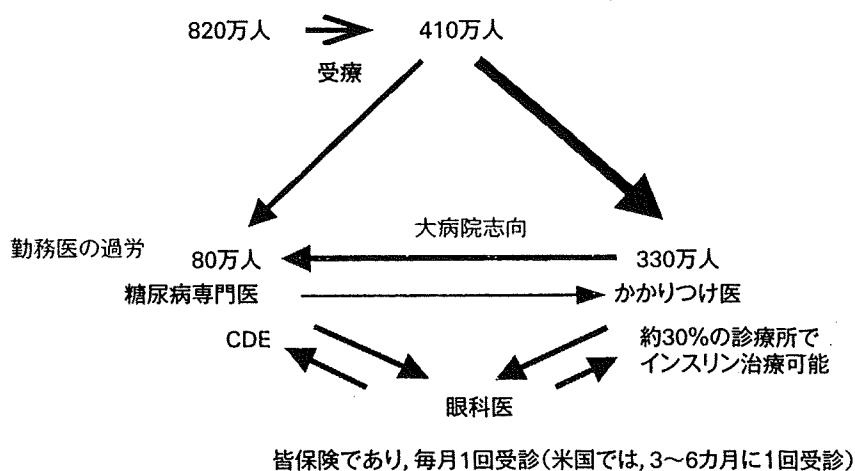 820万人 410万人
受療
大病院志向
勤務医の過労
80万人 330万人
糖尿病専門医 かかりつけ医
CDE
約30%の診療所で
インスリン治療可能
眼科医
皆保険であり,毎月1回受診(米国では,3〜6カ月に1回受診)